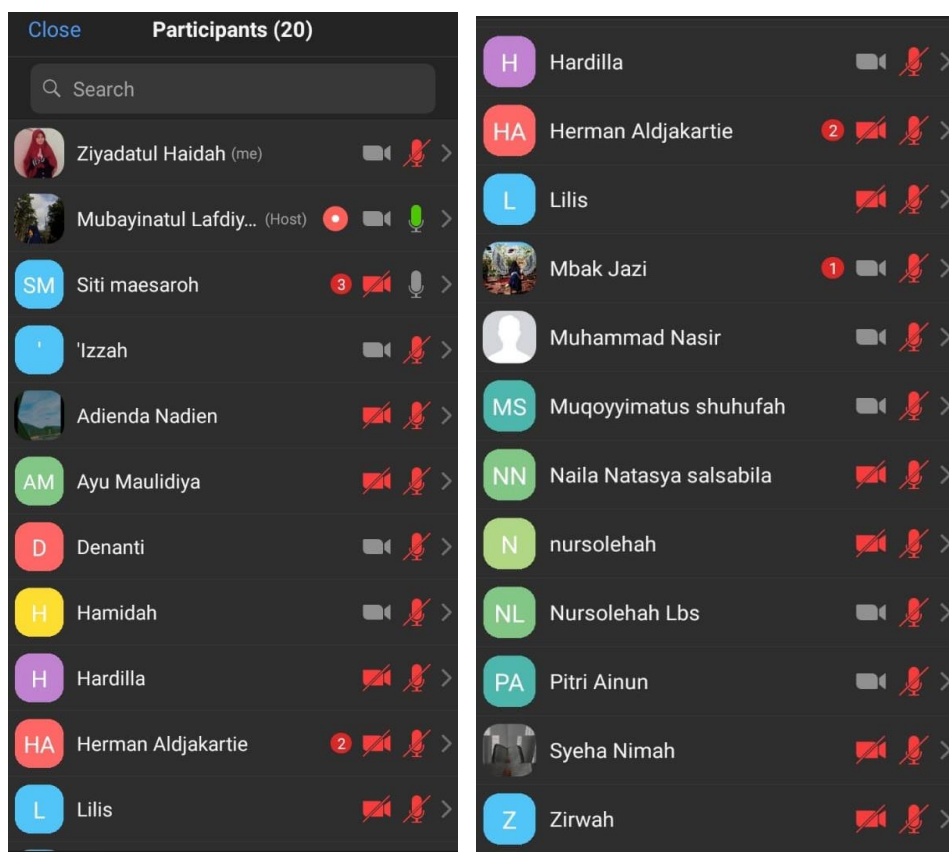 Close Participants (20)
Search
Ziyadatul Haidah (me)
Mubayinatul Lafdiy... (Host)
SM Siti maesaroh 3
' 'Izzah
Adienda Nadien
AM Ayu Maulidiya
D Denanti
H Hamidah
H Hardilla
HA Herman Aldjakartie 2
L Lilis
H Hardilla
HA Herman Aldjakartie 2
L Lilis
Mbak Jazi 1
Muhammad Nasir
MS Muqoyyimatus shuhufah
NN Naila Natasya salsabila
N nursolehah
NL Nursolehah Lbs
PA Pitri Ainun
Syeha Nimah
Z Zirwah